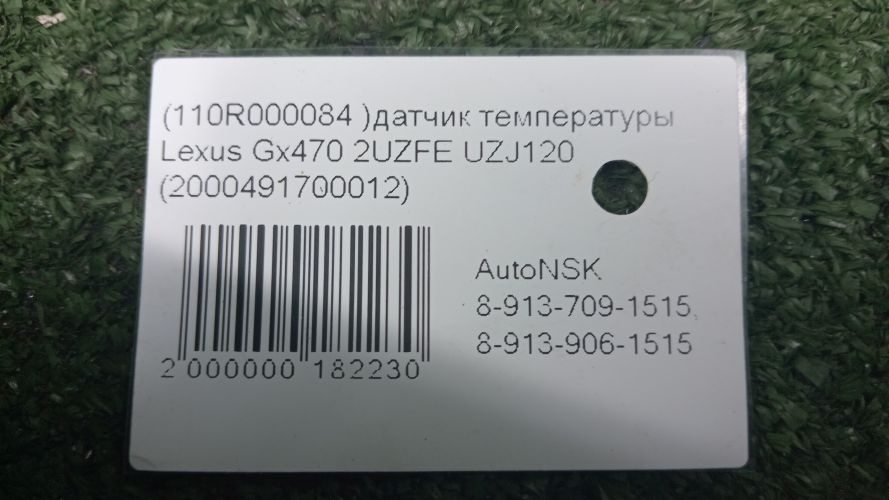 (110R000084 )датчик температуры
Lexus Gx470 2UZFE UZJ120
(2000491700012)
AutoNSK
8-913-709-1515,
8-913-906-1515
2 000000 182230